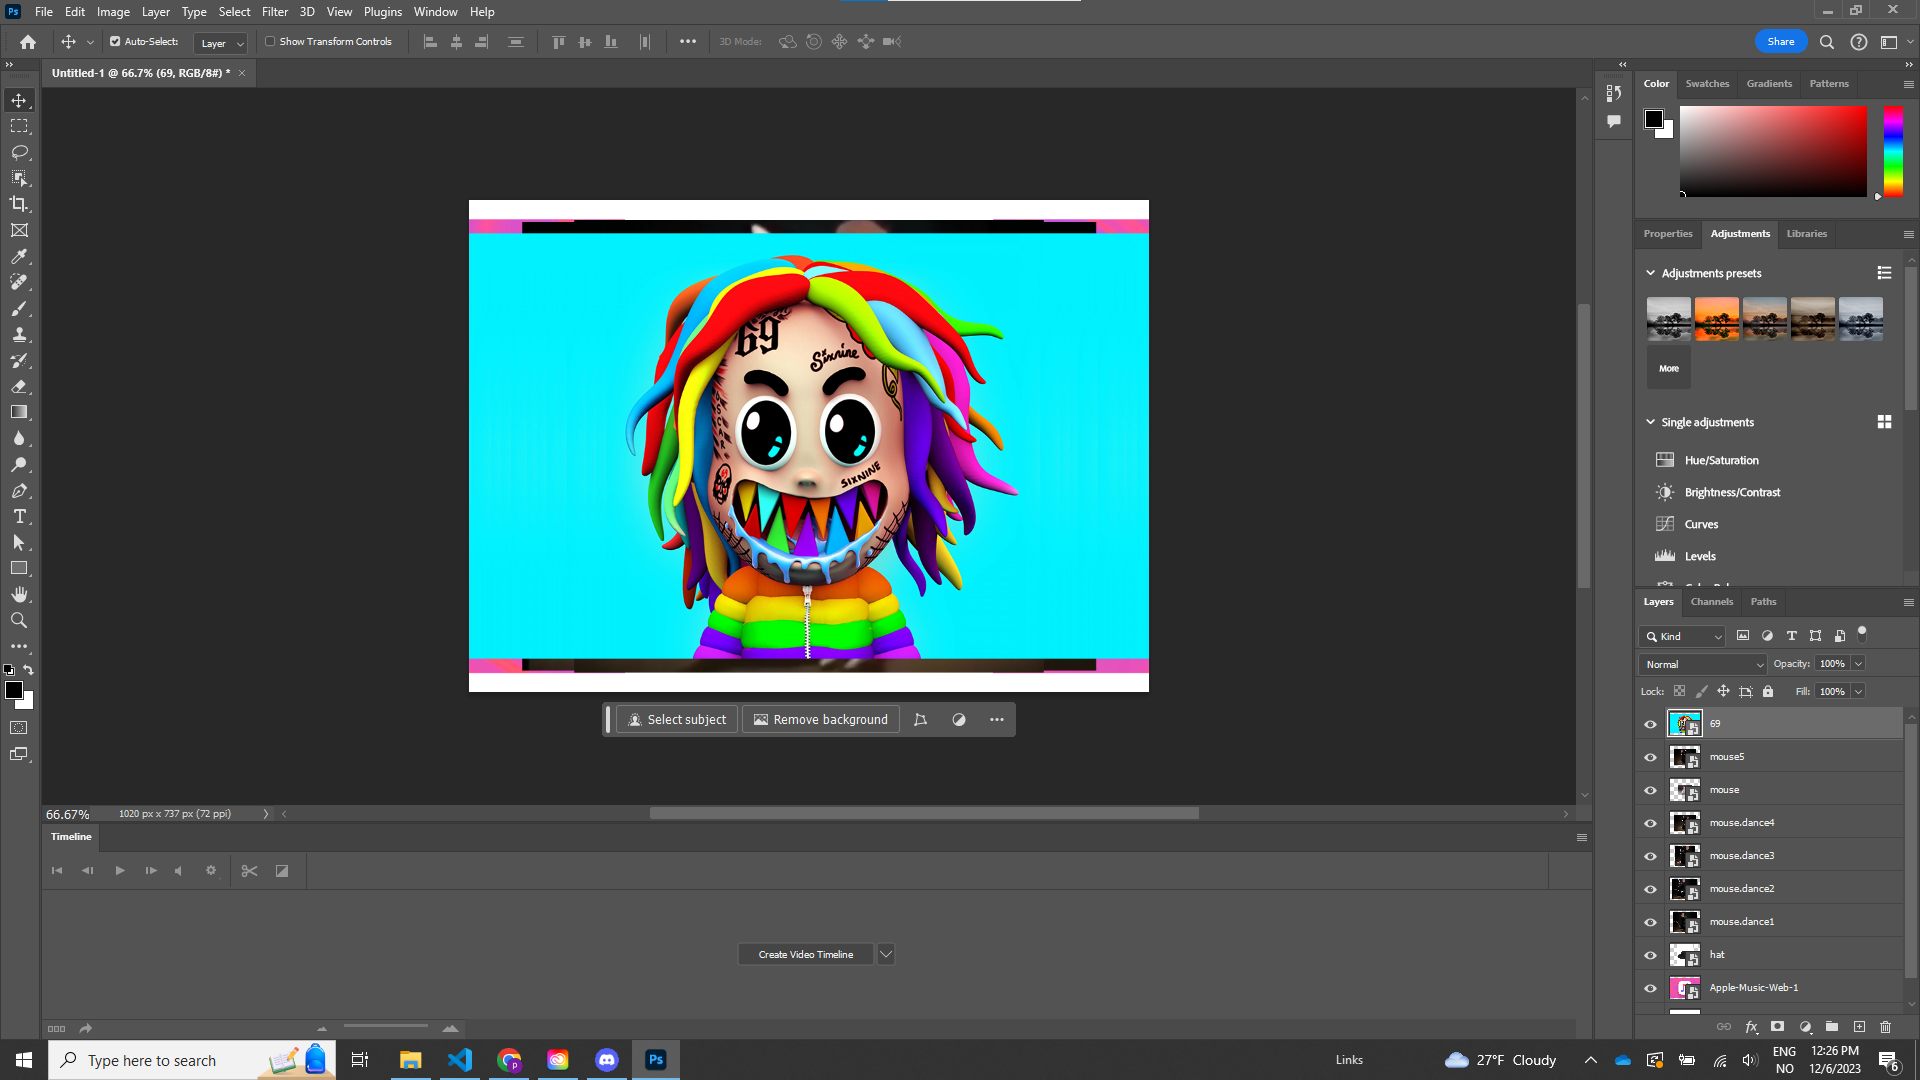 Ps File Edit Image Layer Type Select Filter 3D View Plugins Window Help
Auto-Select: Layer Show Transform Controls 3D Mode: Share
Untitled-1 @ 66.7% (69, RGB/8#) *
Color Swatches Gradients Patterns
Properties Adjustments Libraries
Adjustments presets
More
Single adjustments
Hue/Saturation
Brightness/Contrast
Curves
Levels
69
Sixnine
SIXNINE
Select subject Remove background
Layers Channels Paths
Kind
Normal Opacity: 100%
Lock: Fill: 100%
69
mouse5
mouse
mouse.dance4
mouse.dance3
mouse.dance2
mouse.dance1
hat
Apple-Music-Web-1
fx
66.67% 1020 px x 737 px (72 ppi)
Timeline
Create Video Timeline
Type here to search
Ps
Links
27°F Cloudy
ENG
NO
12:26 PM
12/6/2023
6